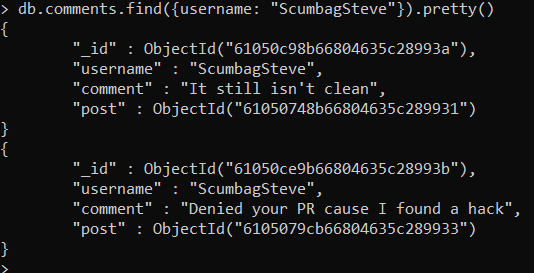 > db.comments.find({username: "ScumbagSteve"}).pretty()
{
        "_id" : ObjectId("61050c98b66804635c28993a"),
        "username" : "ScumbagSteve",
        "comment" : "It still isn't clean",
        "post" : ObjectId("61050748b66804635c289931")
}
{
        "_id" : ObjectId("61050ce9b66804635c28993b"),
        "username" : "ScumbagSteve",
        "comment" : "Denied your PR cause I found a hack",
        "post" : ObjectId("6105079cb66804635c289933")
}
>